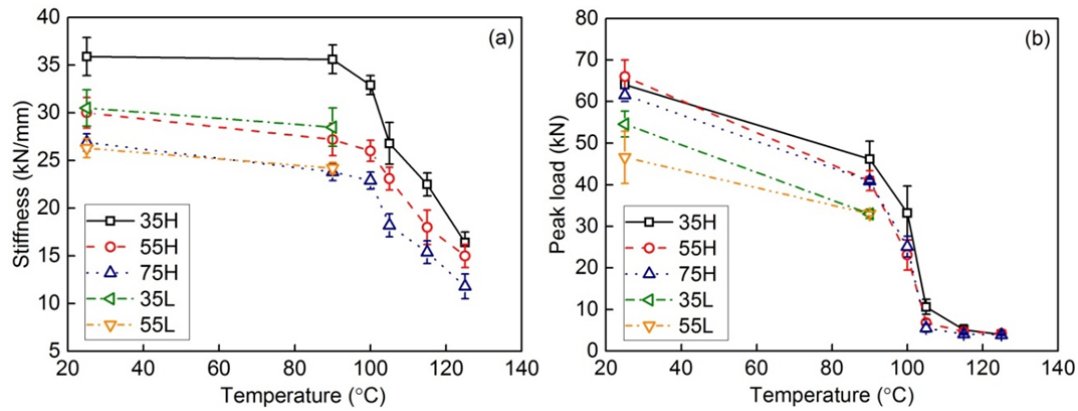 (a)
40
35
30
25
20
15
10
5
Stiffness (kN/mm)
35H
55H
75H
35L
55L
20 40 60 80 100 120 140
Temperature (°C)
(b)
80
70
60
50
40
30
20
10
0
Peak load (kN)
35H
55H
75H
35L
55L
20 40 60 80 100 120 140
Temperature (°C)